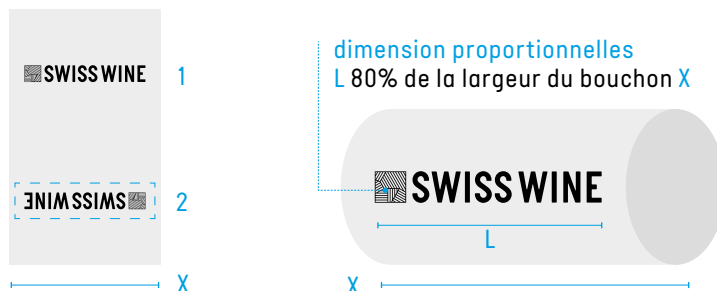 SWISS WINE 1
SWISS WINE 2
X
dimension proportionnelles
L 80% de la largeur du bouchon X
SWISS WINE
L
X